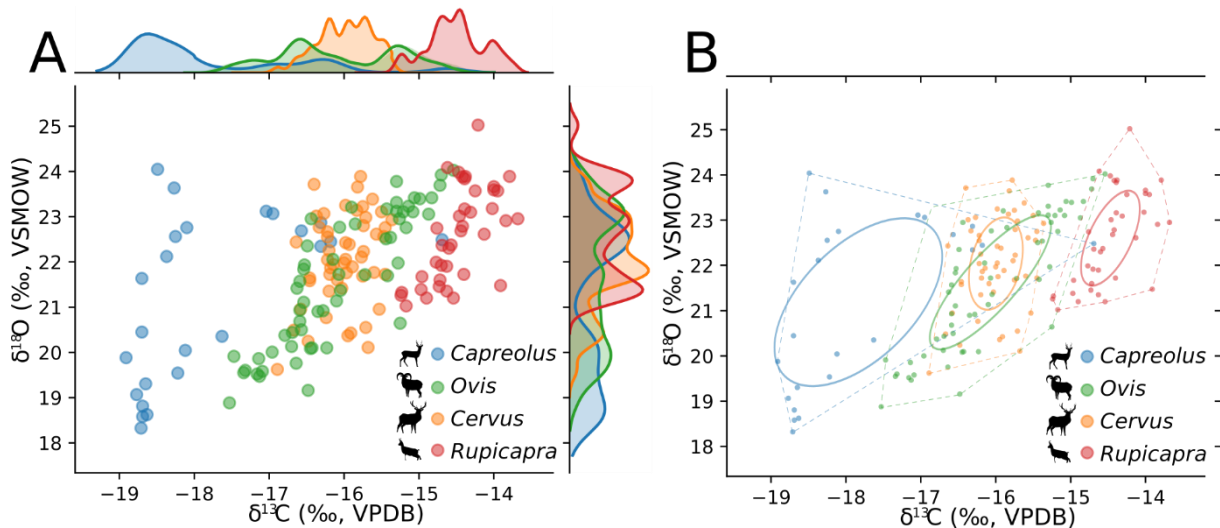 A
25
24
23
22
21
20
19
18
δ¹⁸O (‰, VSMOW)
−19 −18 −17 −16 −15 −14
δ¹³C (‰, VPDB)
Capreolus
Ovis
Cervus
Rupicapra
B
25
24
23
22
21
20
19
18
δ¹⁸O (‰, VSMOW)
−19 −18 −17 −16 −15 −14
δ¹³C (‰, VPDB)
Capreolus
Ovis
Cervus
Rupicapra